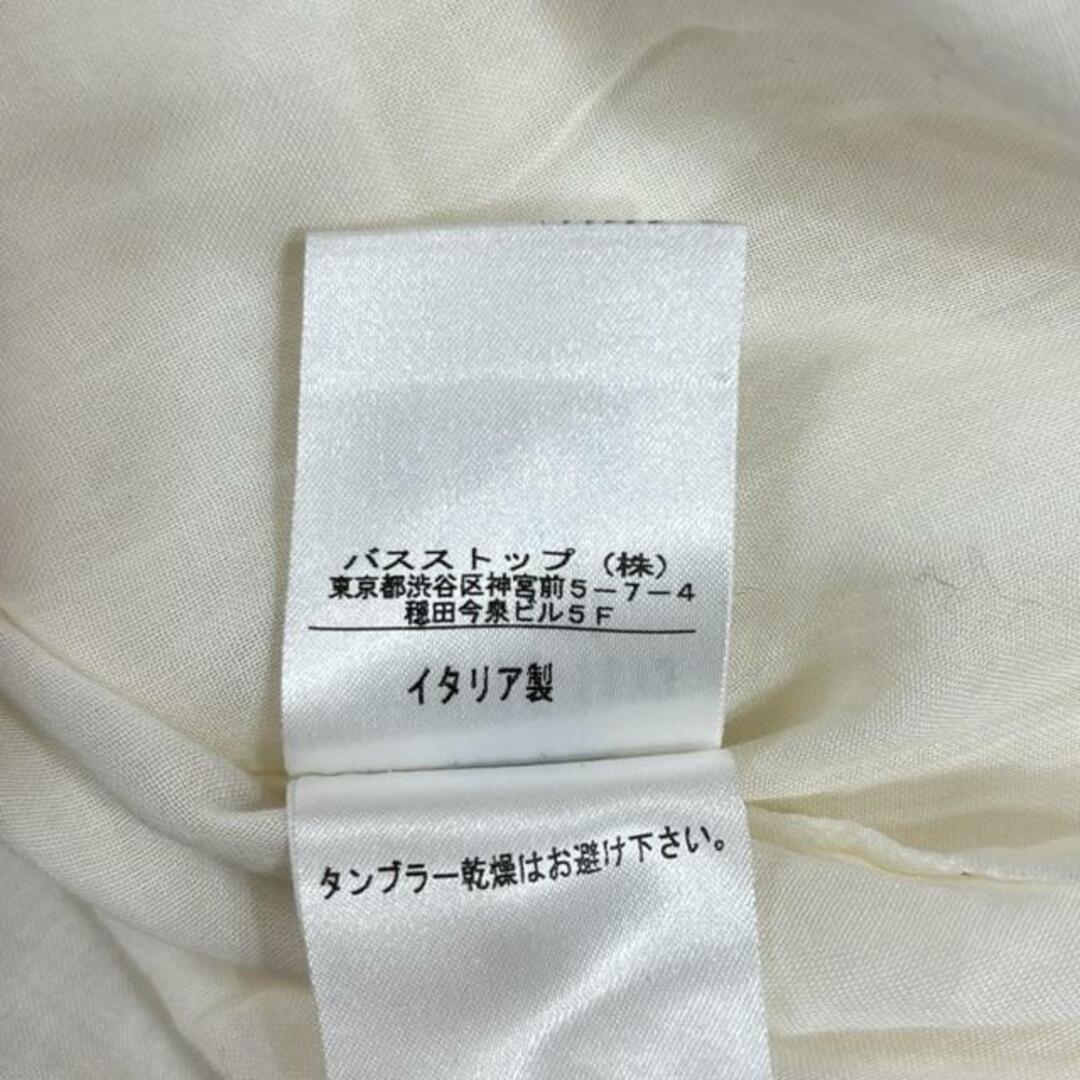 バスストップ（株）
東京都渋谷区神宮前５−７−４
穏田今泉ビル５Ｆ
イタリア製
タンブラー乾燥はお避け下さい。